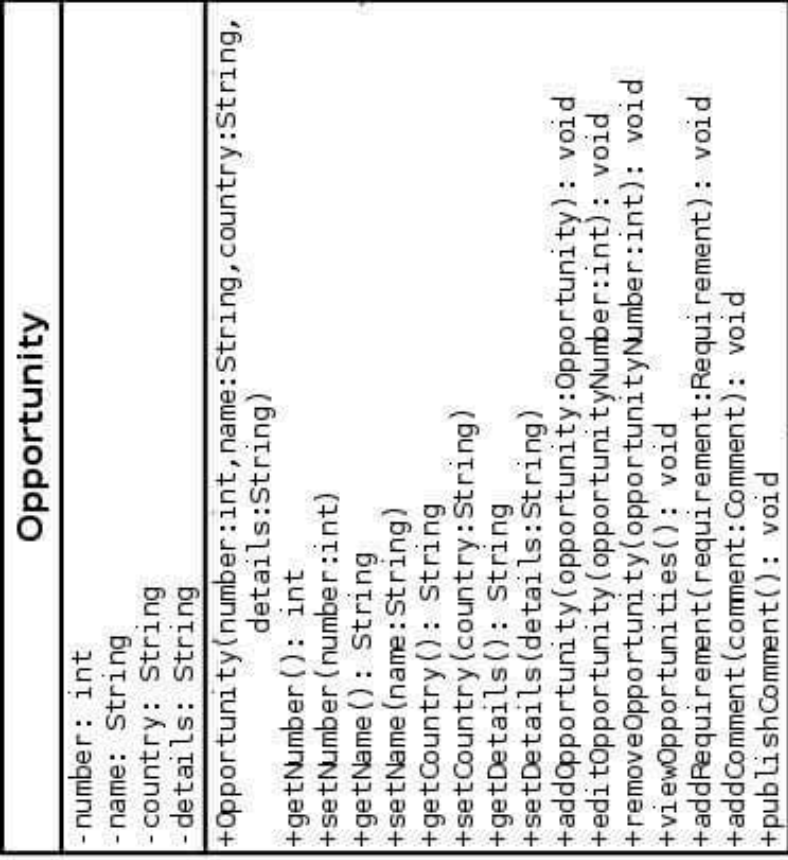 Opportunity
-number: int
-name: String
-country: String
-details: String
+Opportunity(number:int,name:String,country:String,
details:String)
+getNumber(): int
+setNumber(number:int)
+getName(): String
+setName(name:String)
+getCountry(): String
+setCountry(country:String)
+getDetails(): String
+setDetails(details:String)
+addOpportunity(opportunity:Opportunity): void
+editOpportunity(opportunityNumber:int): void
+removeOpportunity(opportunityNumber:int): void
+viewOpportunities(): void
+addRequirement(requirement:Requirement): void
+addComment(comment:Comment): void
+publishComment(): void